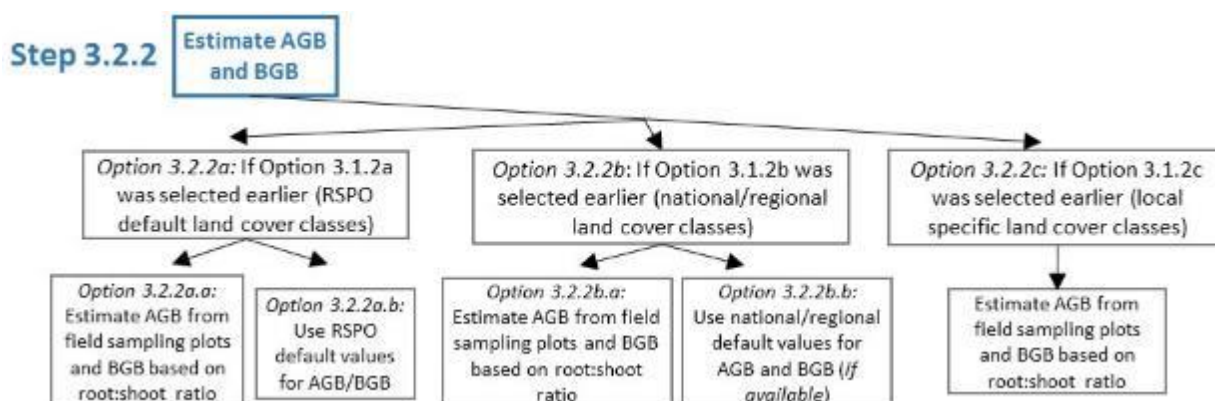 Step 3.2.2
Estimate AGB
and BGB
Option 3.2.2a: If Option 3.1.2a
was selected earlier (RSPO
default land cover classes)
Option 3.2.2b: If Option 3.1.2b was
selected earlier (national/regional
land cover classes)
Option 3.2.2c: If Option 3.1.2c
was selected earlier (local
specific land cover classes)
Option 3.2.2a.a:
Estimate AGB from
field sampling plots
and BGB based on
root:shoot ratio
Option 3.2.2a.b:
Use RSPO
default values
for AGB/BGB
Option 3.2.2b.a:
Estimate AGB from field
sampling plots and BGB
based on root:shoot
ratio
Option 3.2.2b.b:
Use national/regional
default values for
AGB and BGB (if
available)
Estimate AGB from
field sampling plots
and BGB based on
root:shoot ratio